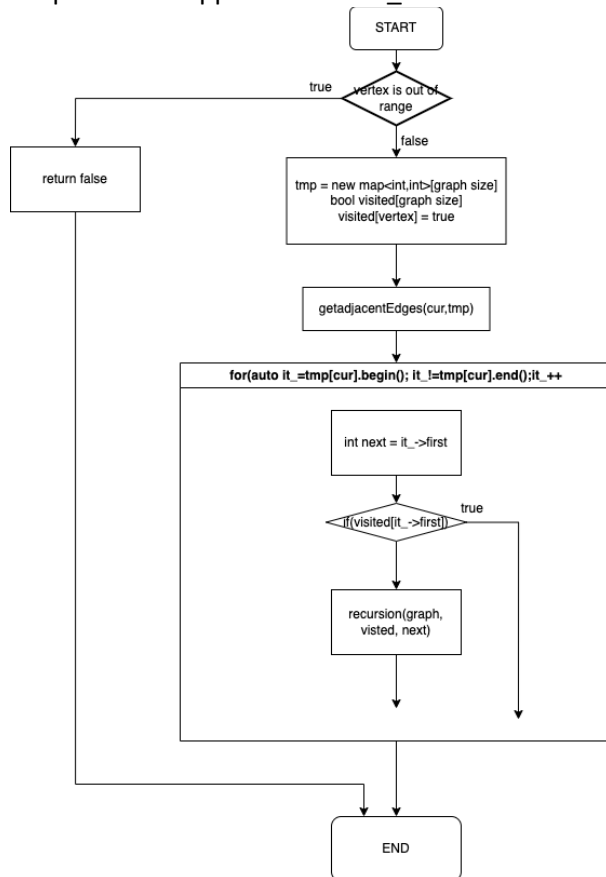 START
true
vertex is out of
range
false
return false
tmp = new map<int,int>[graph size]
bool visited[graph size]
visited[vertex] = true
getadjacentEdges(cur,tmp)
for(auto it_=tmp[cur].begin(); it_!=tmp[cur].end();it_++
int next = it_->first
if(visited[it_->first])
true
recursion(graph,
visted, next)
END